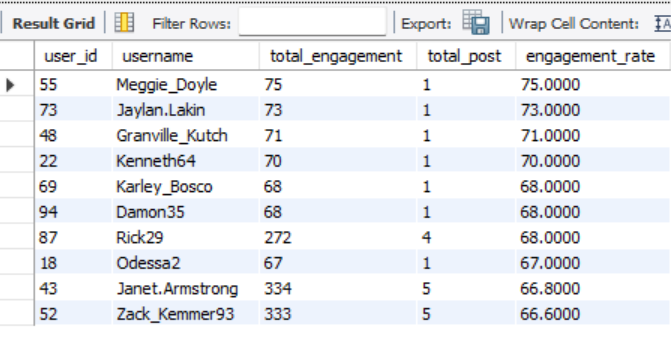 Result Grid Filter Rows: Export: Wrap Cell Content:
user_id username total_engagement total_post engagement_rate
55 Meggie_Doyle 75 1 75.0000
73 Jaylan.Lakin 73 1 73.0000
48 Granville_Kutch 71 1 71.0000
22 Kenneth64 70 1 70.0000
69 Karley_Bosco 68 1 68.0000
94 Damon35 68 1 68.0000
87 Rick29 272 4 68.0000
18 Odessa2 67 1 67.0000
43 Janet.Armstrong 334 5 66.8000
52 Zack_Kemmer93 333 5 66.6000